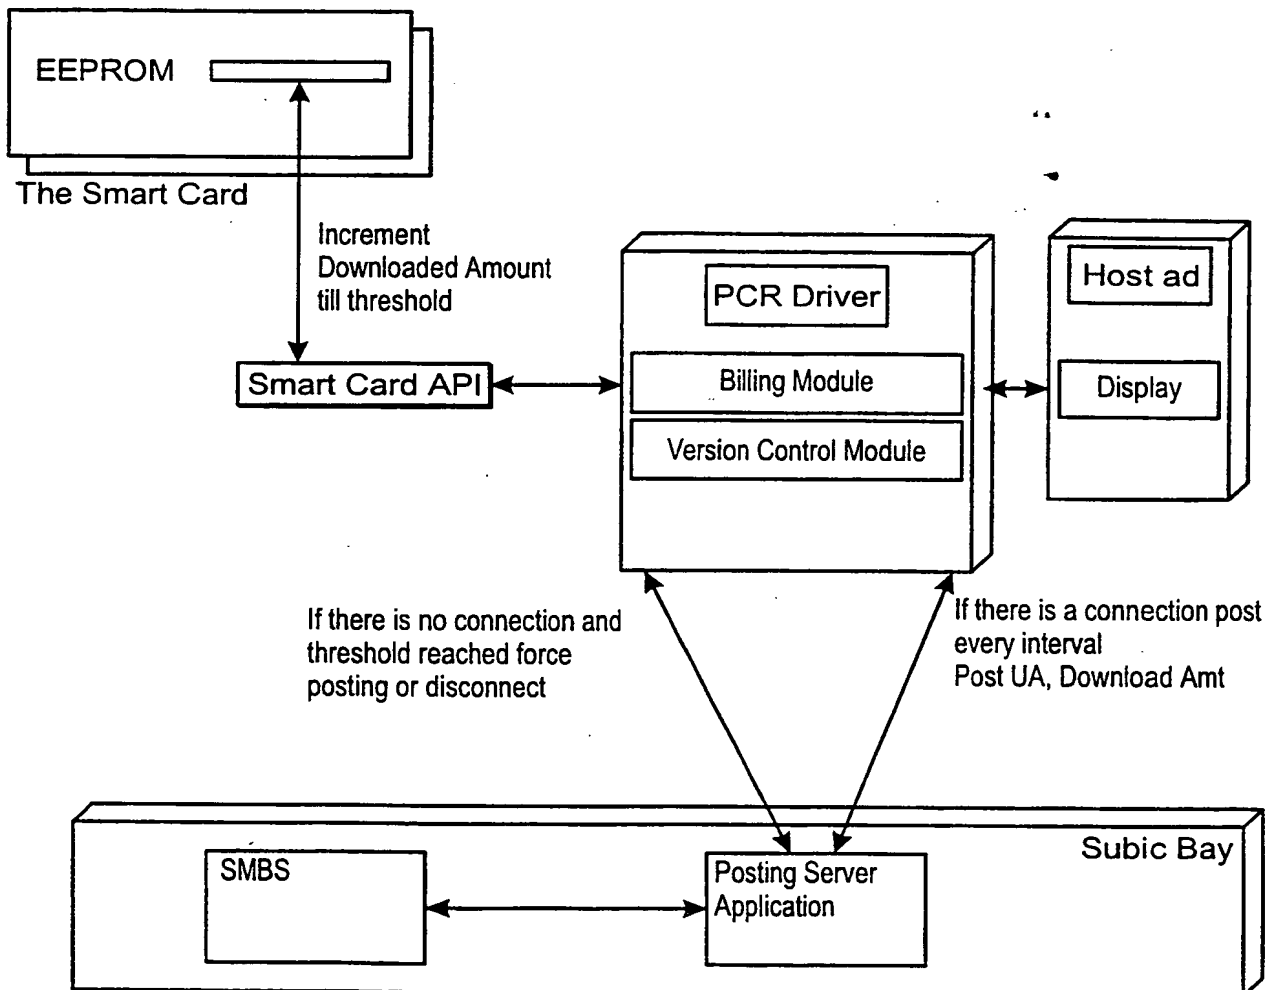 EEPROM
The Smart Card
Increment
Downloaded Amount
till threshold
Smart Card API
PCR Driver
Billing Module
Version Control Module
Host ad
Display
If there is no connection and
threshold reached force
posting or disconnect
If there is a connection post
every interval
Post UA, Download Amt
Subic Bay
SMBS
Posting Server
Application